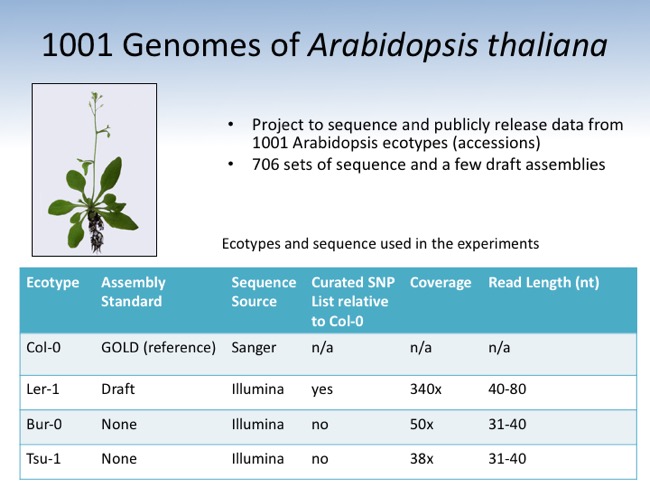 1001 Genomes of Arabidopsis thaliana
• Project to sequence and publicly release data from
1001 Arabidopsis ecotypes (accessions)
• 706 sets of sequence and a few draft assemblies
Ecotypes and sequence used in the experiments
Ecotype Assembly Standard Sequence Source Curated SNP List relative to Col-0 Coverage Read Length (nt)
Col-0 GOLD (reference) Sanger n/a n/a n/a
Ler-1 Draft Illumina yes 340x 40-80
Bur-0 None Illumina no 50x 31-40
Tsu-1 None Illumina no 38x 31-40